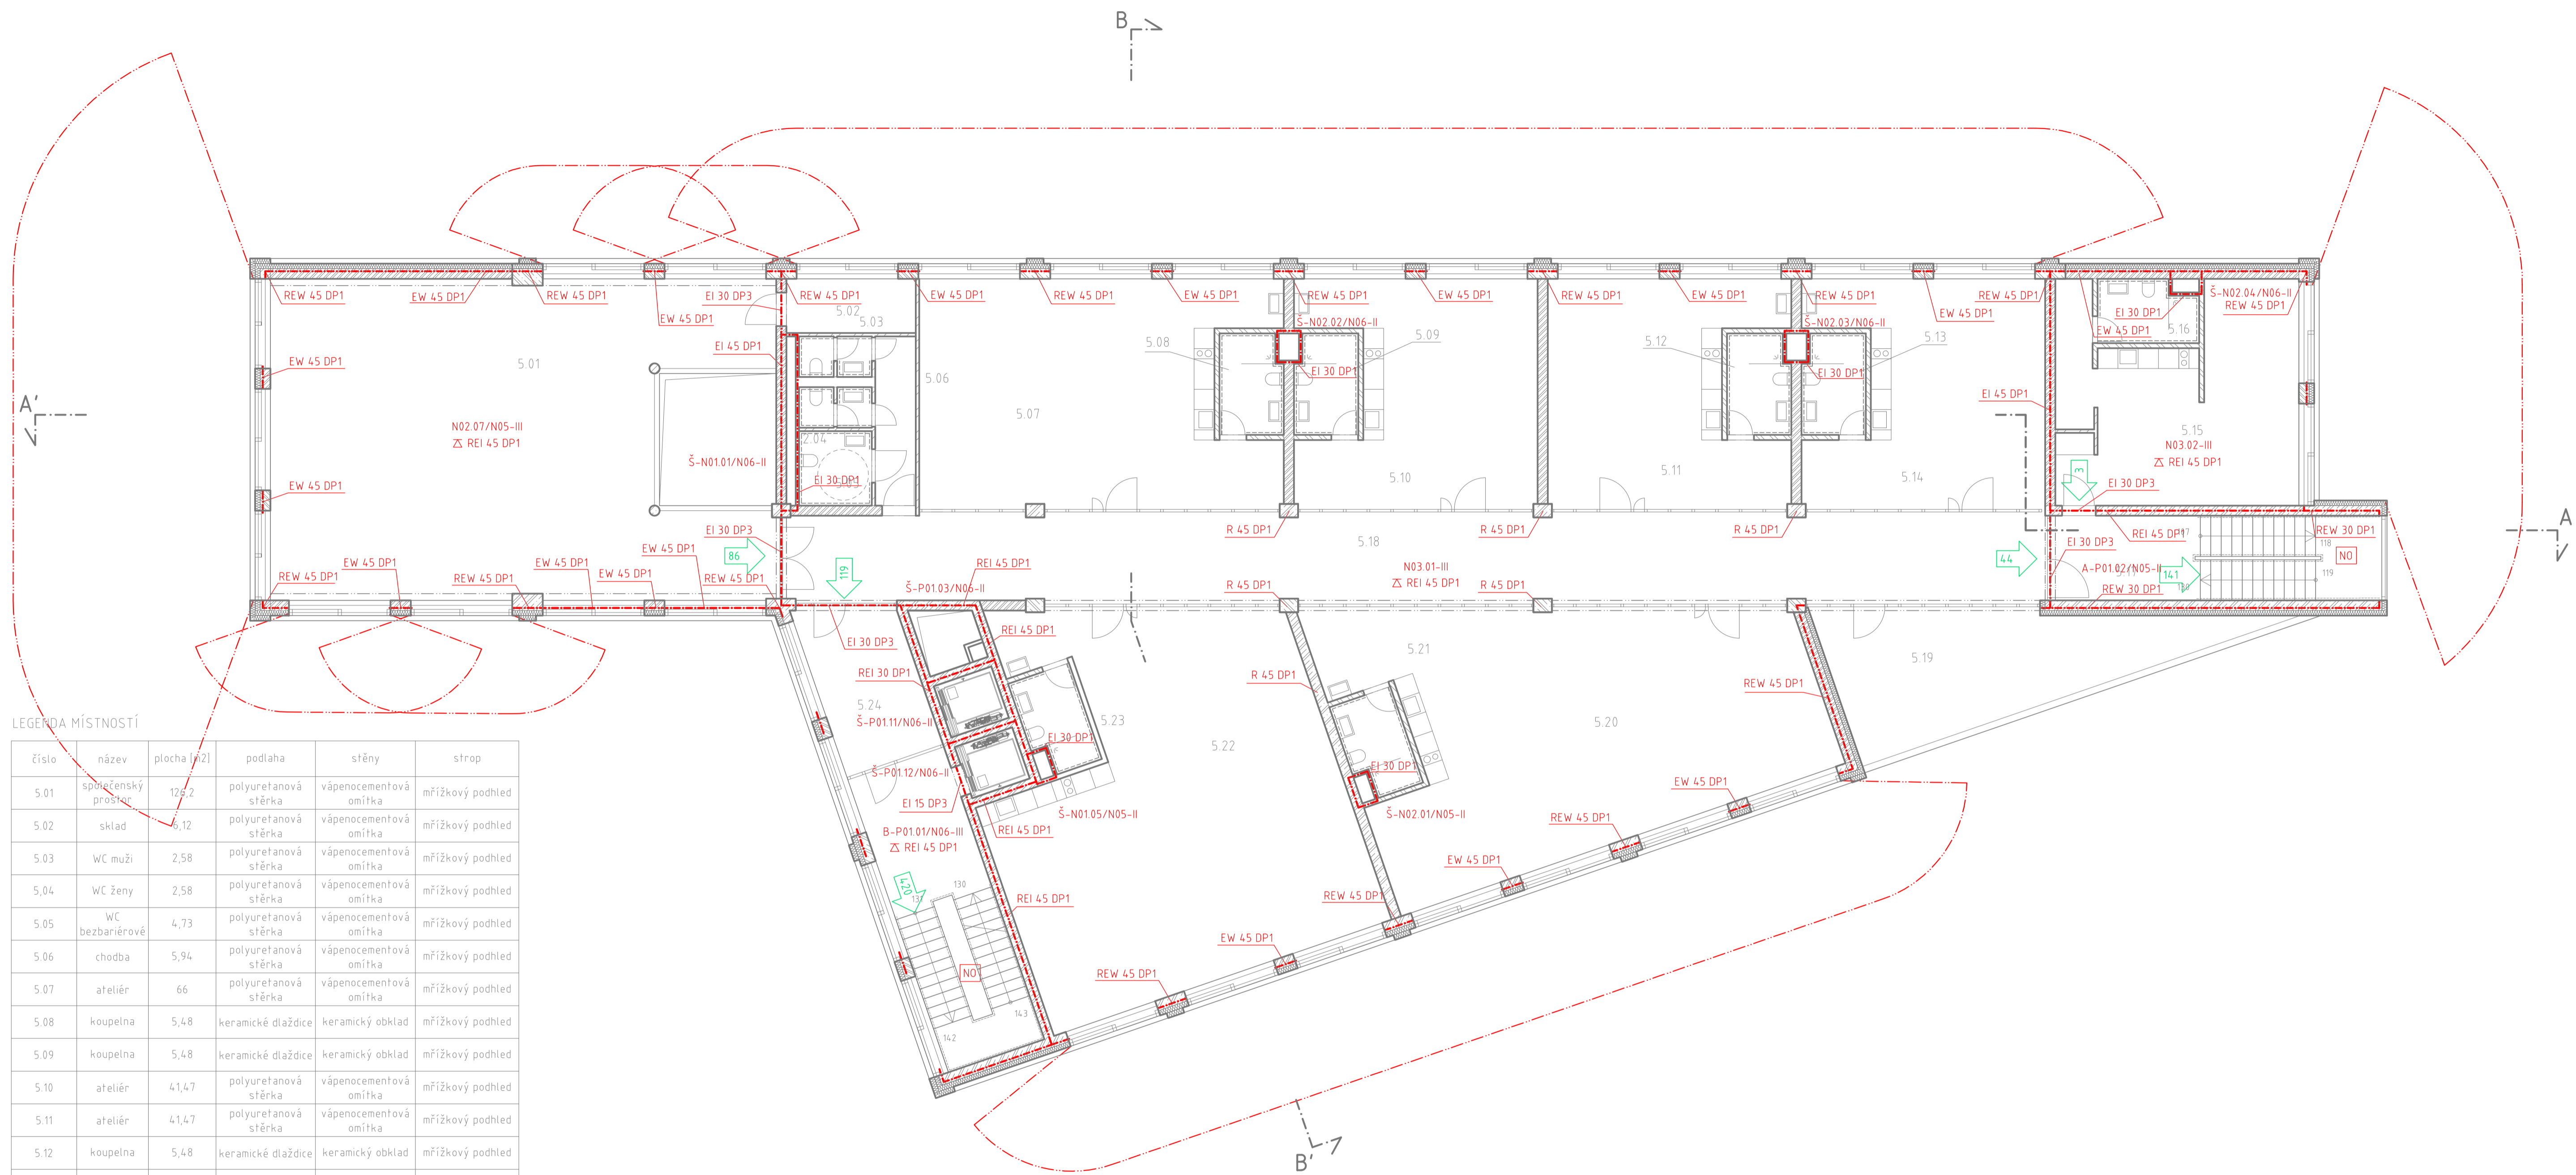 B
REW 45 DP1
EW 45 DP1
REW 45 DP1
EW 45 DP1
EI 30 DP3
REW 45 DP1
5.02
5.03
EW 45 DP1
REW 45 DP1
EW 45 DP1
REW 45 DP1
EW 45 DP1
REW 45 DP1
EW 45 DP1
REW 45 DP1
EW 45 DP1
REW 45 DP1
Š-N02.04/N06-II
REW 45 DP1
EI 30 DP1
5.16
EW 45 DP1
Š-N02.02/N06-II
Š-N02.03/N06-II
5.08
5.09
5.12
5.13
EI 45 DP1
5.01
EW 45 DP1
EI 30 DP1
EI 30 DP1
5.06
5.07
EI 45 DP1
A'
N02.07/N05-III
REI 45 DP1
Š-N01.01/N06-II
EI 30 DP1
5.10
5.11
5.14
5.15
N03.02-III
REI 45 DP1
3
EI 30 DP3
EW 45 DP1
EI 30 DP3
R 45 DP1
R 45 DP1
R 45 DP1
5.18
REI 45 DP1
117
118
REW 30 DP1
A
EI 30 DP3
NO
86
119
44
141
A-P01.02/N05-II
119
120
REW 30 DP1
EW 45 DP1
EW 45 DP1
EW 45 DP1
EW 45 DP1
REW 45 DP1
REW 45 DP1
REW 45 DP1
REI 45 DP1
Š-P01.03/N06-II
R 45 DP1
R 45 DP1
N03.01-III
REI 45 DP1
EI 30 DP3
REI 45 DP1
REI 30 DP1
R 45 DP1
5.21
5.19
REW 45 DP1
5.24
Š-P01.11/N06-II
5.23
5.22
5.20
EI 30 DP1
EI 30 DP1
Š-P01.12/N06-II
EI 15 DP3
Š-N01.05/N05-II
Š-N02.01/N05-II
EW 45 DP1
REW 45 DP1
EW 45 DP1
REW 45 DP1
EW 45 DP1
REW 45 DP1
B-P01.01/N06-III
REI 45 DP1
REI 45 DP1
420
130
131
REI 45 DP1
NO
142
143
B'
LEGENDA MÍSTNOSTÍ
číslo název plocha [m2] podlaha stěny strop
5.01 společenský prostor 126,2 polyuretanová stěrka vápenocementová omítka mřížkový podhled
5.02 sklad 6,12 polyuretanová stěrka vápenocementová omítka mřížkový podhled
5.03 WC muži 2,58 polyuretanová stěrka vápenocementová omítka mřížkový podhled
5,04 WC ženy 2,58 polyuretanová stěrka vápenocementová omítka mřížkový podhled
5.05 WC bezbariérové 4,73 polyuretanová stěrka vápenocementová omítka mřížkový podhled
5.06 chodba 5,94 polyuretanová stěrka vápenocementová omítka mřížkový podhled
5.07 ateliér 66 polyuretanová stěrka vápenocementová omítka mřížkový podhled
5.08 koupelna 5,48 keramické dlaždice keramický obklad mřížkový podhled
5.09 koupelna 5,48 keramické dlaždice keramický obklad mřížkový podhled
5.10 ateliér 41,47 polyuretanová stěrka vápenocementová omítka mřížkový podhled
5.11 ateliér 41,47 polyuretanová stěrka vápenocementová omítka mřížkový podhled
5.12 koupelna 5,48 keramické dlaždice keramický obklad mřížkový podhled